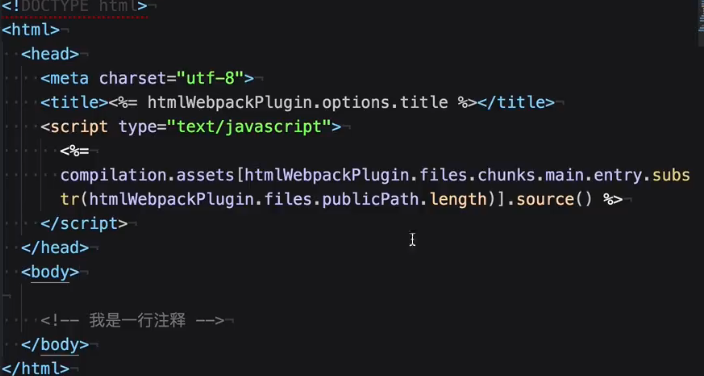 <!DOCTYPE html>
<html>
<head>
<meta charset="utf-8">
<title><%= htmlWebpackPlugin.options.title %></title>
<script type="text/javascript">
<%=
compilation.assets[htmlWebpackPlugin.files.chunks.main.entry.subs
tr(htmlWebpackPlugin.files.publicPath.length)].source() %>
</script>
</head>
<body>
<!-- 我是一行注释 -->
</body>
</html>